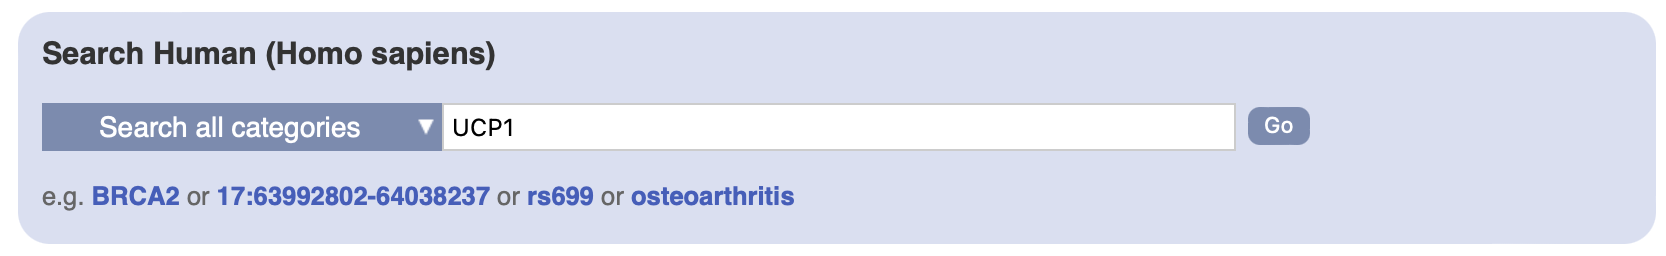 Search Human (Homo sapiens)
Search all categories ▼ UCP1 Go
e.g. BRCA2 or 17:63992802-64038237 or rs699 or osteoarthritis